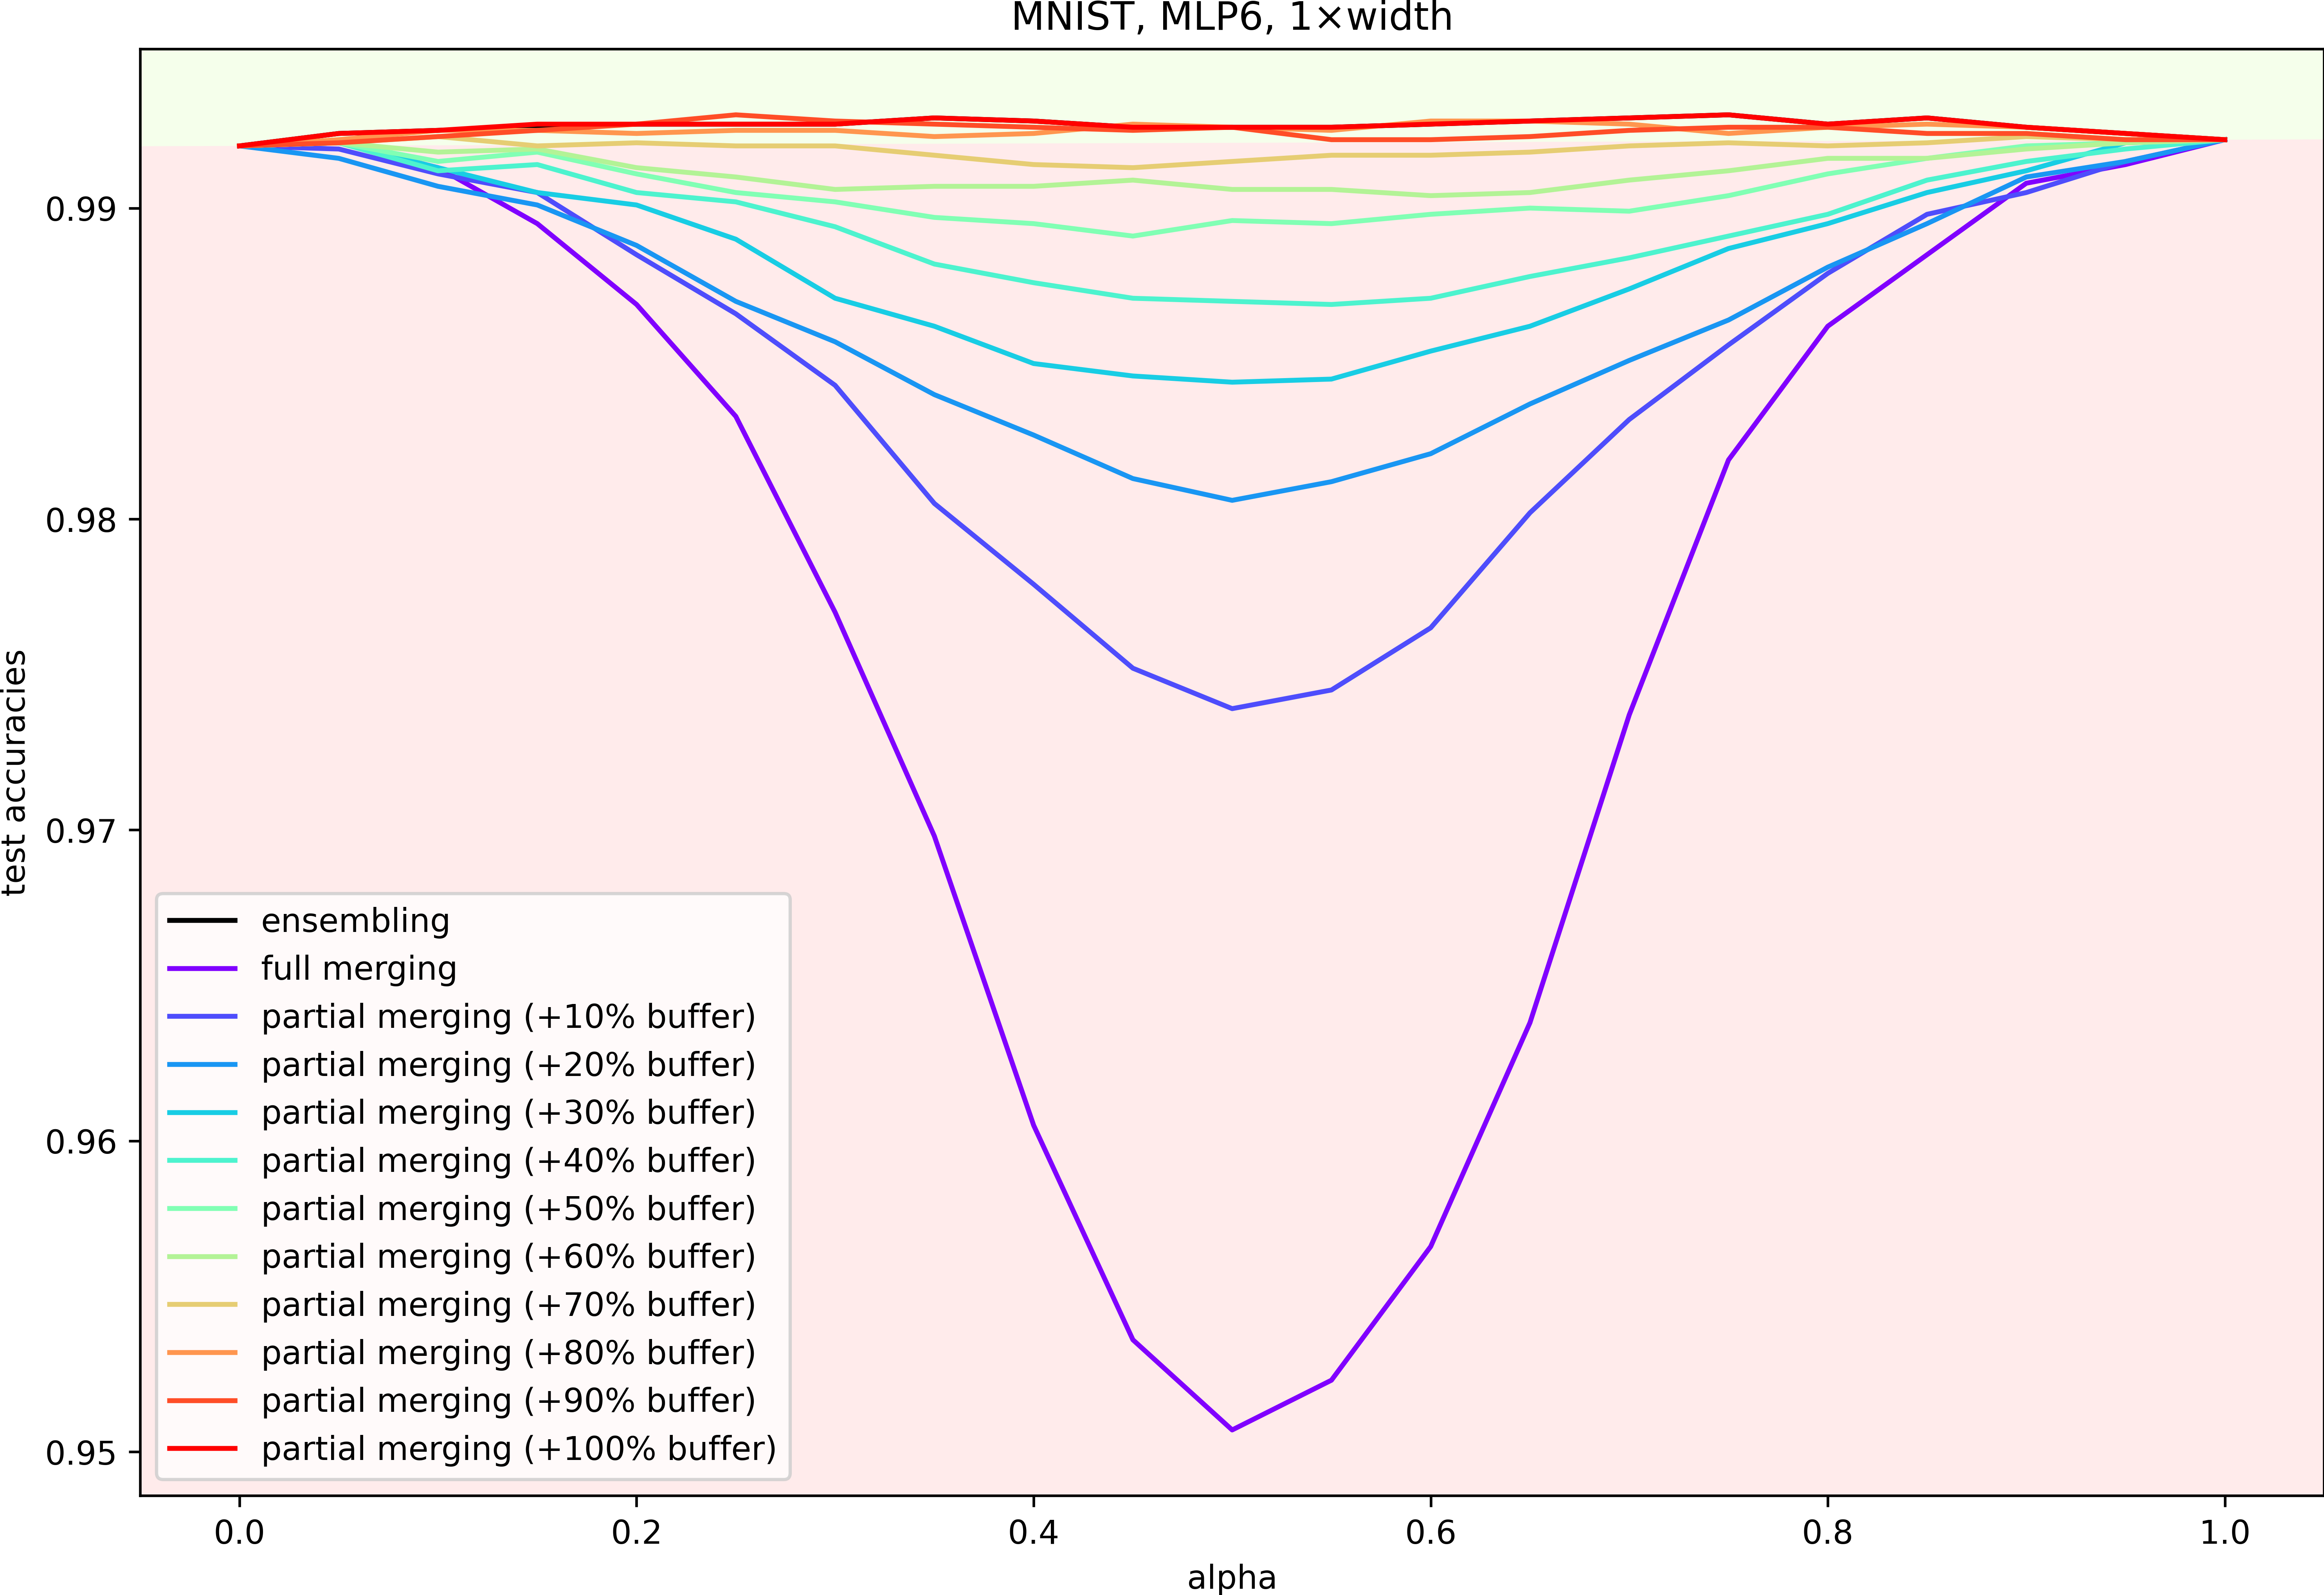 MNIST, MLP6, 1×width
test accuracies
0.99
0.98
0.97
0.96
0.95
ensembling
full merging
partial merging (+10% buffer)
partial merging (+20% buffer)
partial merging (+30% buffer)
partial merging (+40% buffer)
partial merging (+50% buffer)
partial merging (+60% buffer)
partial merging (+70% buffer)
partial merging (+80% buffer)
partial merging (+90% buffer)
partial merging (+100% buffer)
0.0 0.2 0.4 0.6 0.8 1.0
alpha